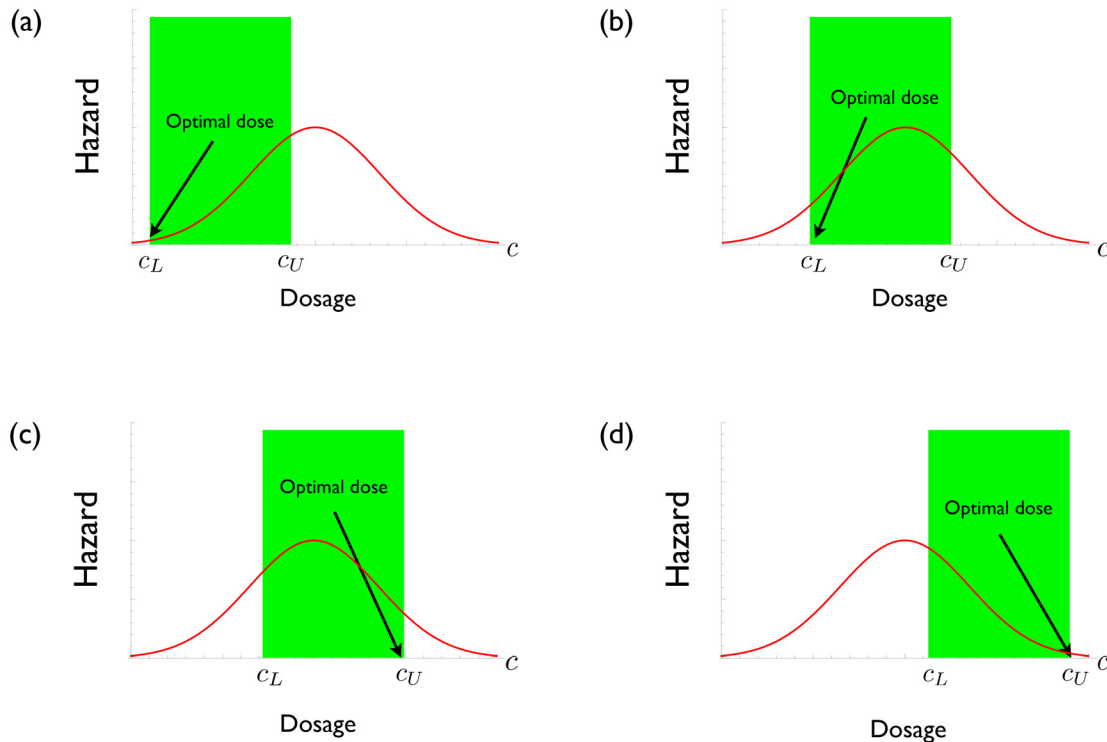 (a)
Hazard
Optimal dose
c_L
c_U
c
Dosage
(b)
Hazard
Optimal dose
c_L
c_U
c
Dosage
(c)
Hazard
Optimal dose
c_L
c_U
c
Dosage
(d)
Hazard
Optimal dose
c_L
c_U
c
Dosage